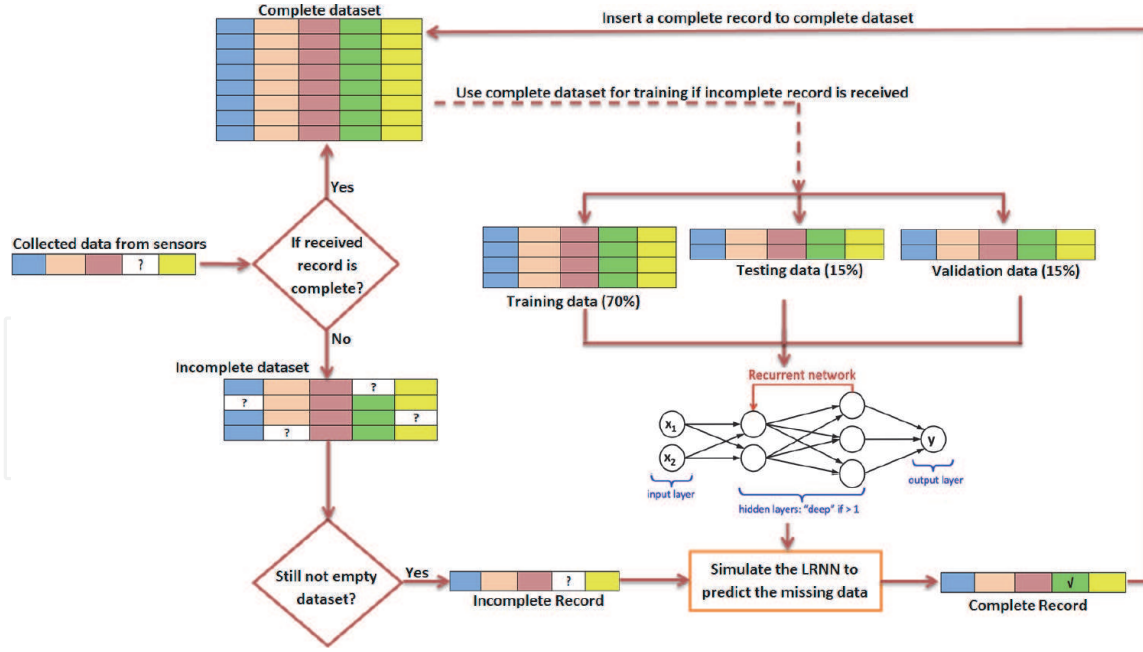 Complete dataset
Insert a complete record to complete dataset
Use complete dataset for training if incomplete record is received
Yes
Collected data from sensors
?
If received
record is
complete?
Training data (70%)
Testing data (15%)
Validation data (15%)
No
Incomplete dataset
?
?
?
?
Recurrent network
x1
x2
y
input layer
output layer
hidden layers: "deep" if > 1
Still not empty
dataset?
Yes
?
Incomplete Record
Simulate the LRNN to
predict the missing data
√
Complete Record